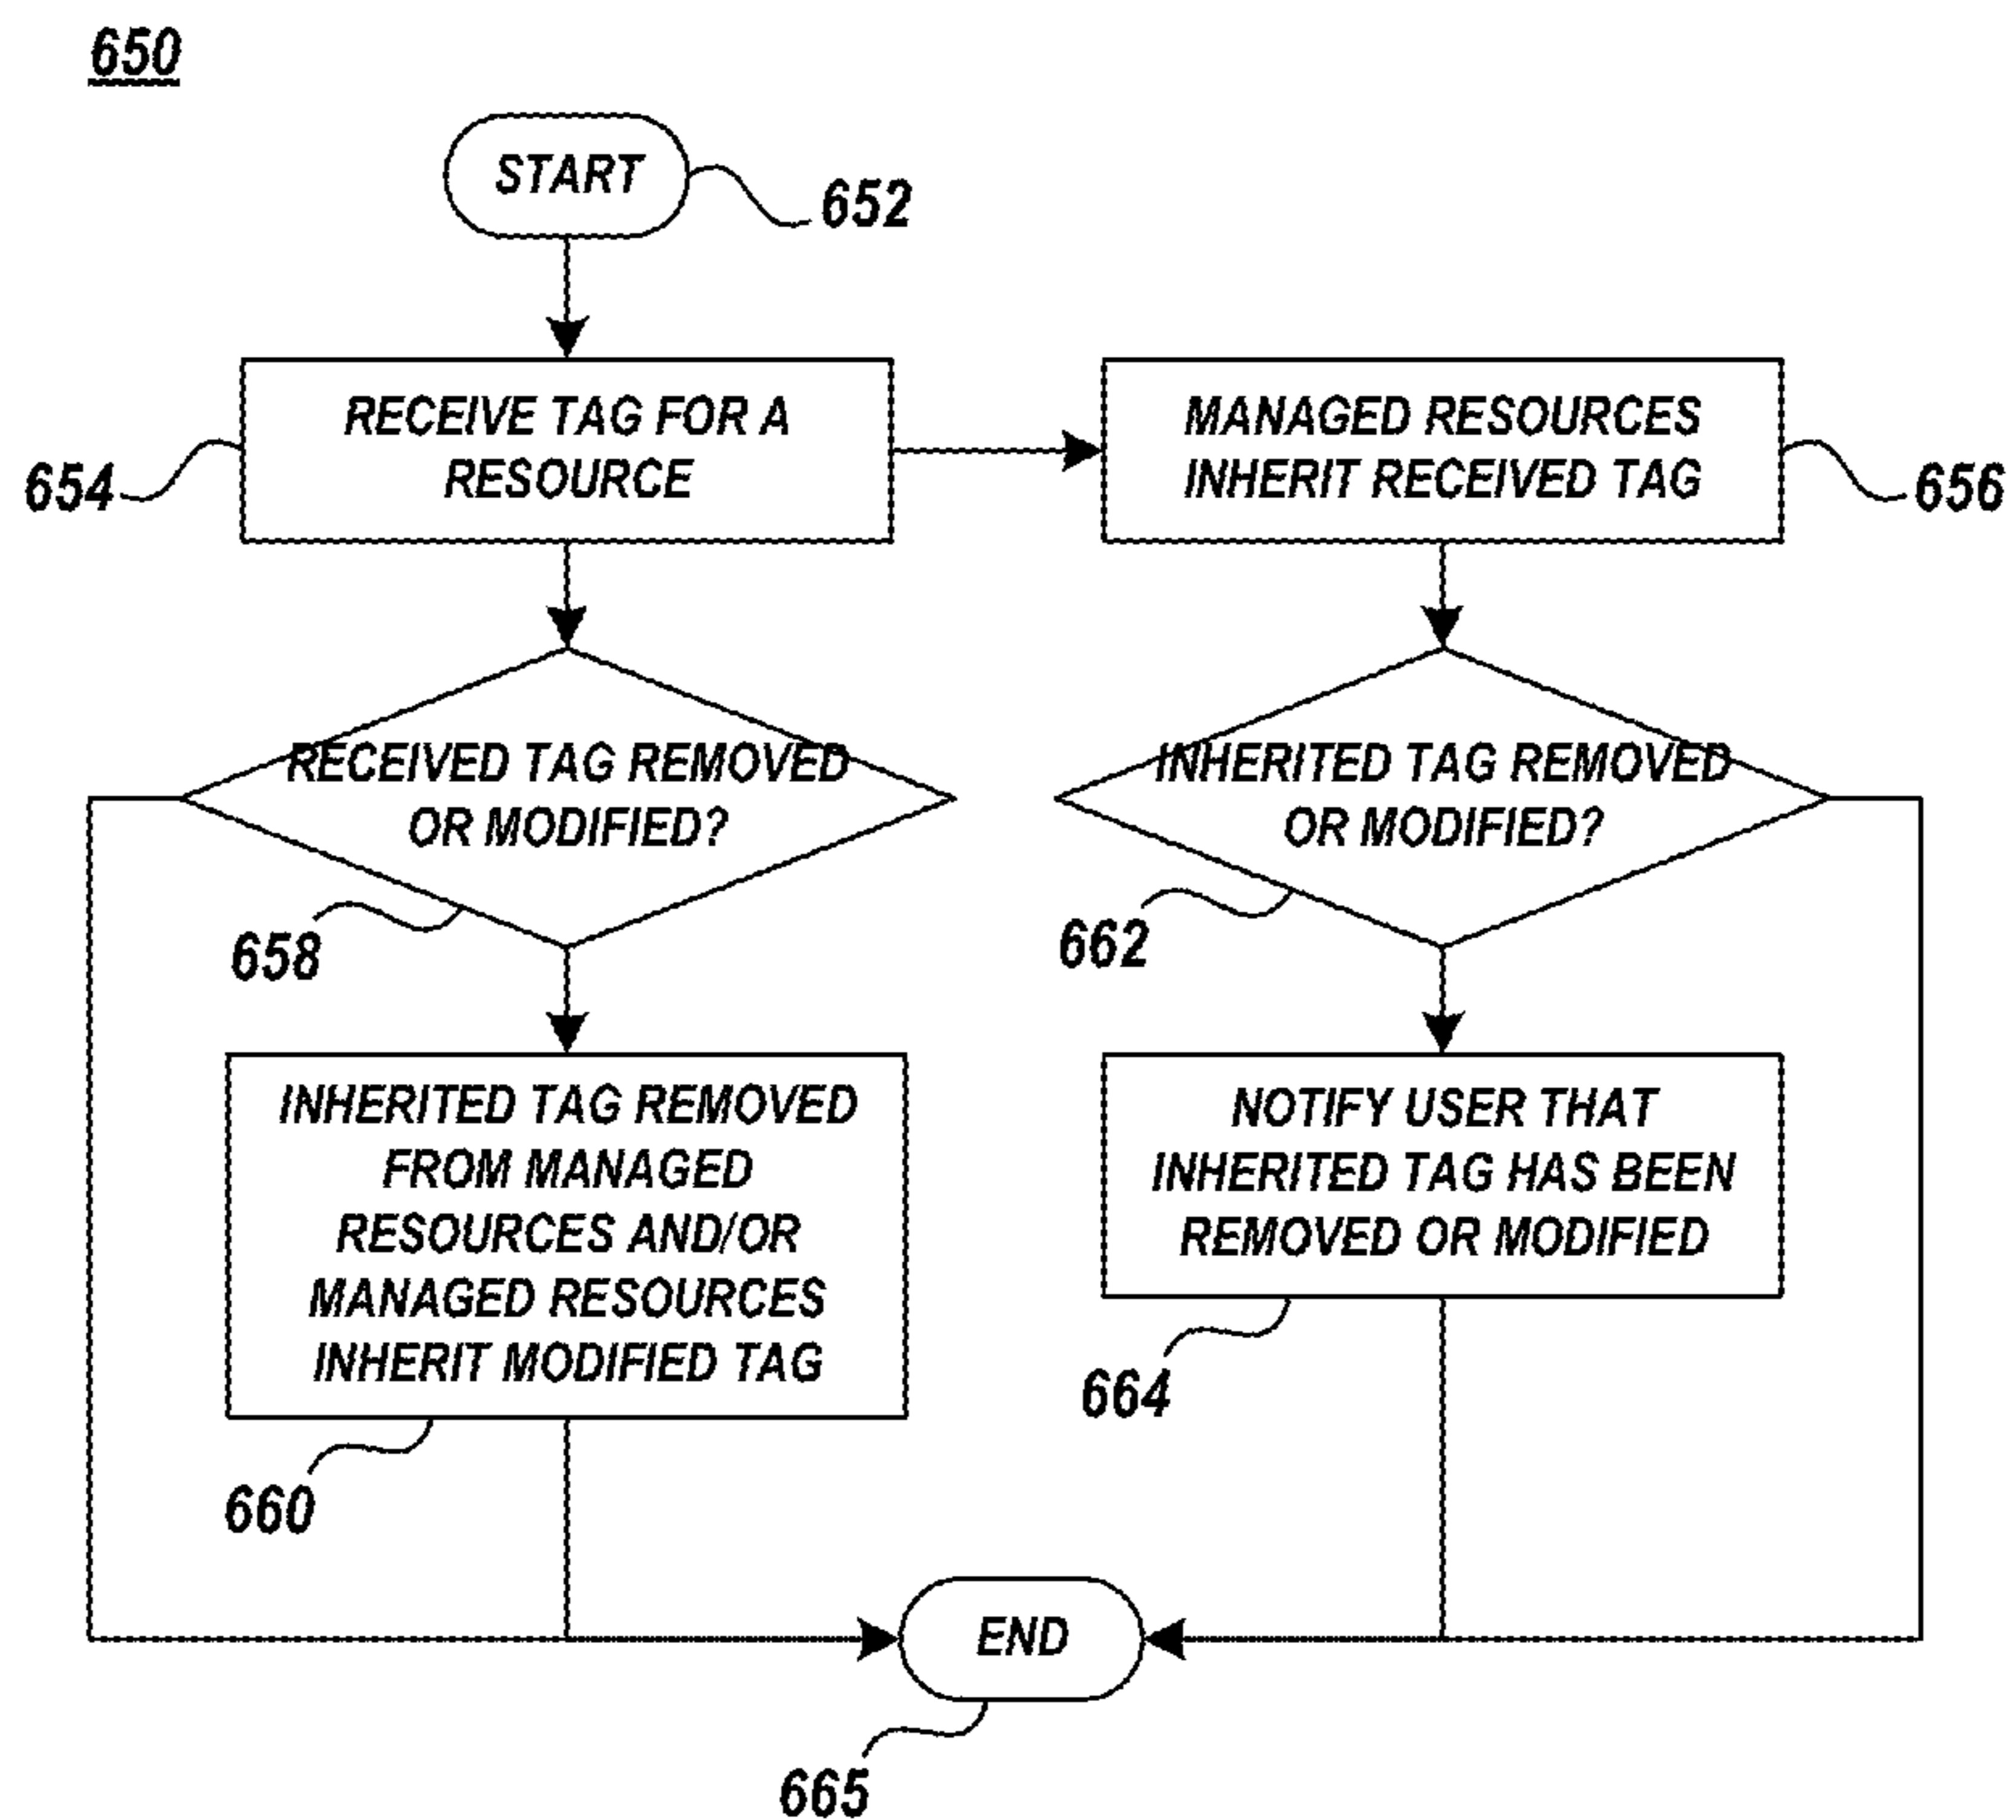 650
START
652
RECEIVE TAG FOR A
RESOURCE
654
MANAGED RESOURCES
INHERIT RECEIVED TAG
656
RECEIVED TAG REMOVED
OR MODIFIED?
658
INHERITED TAG REMOVED
OR MODIFIED?
662
INHERITED TAG REMOVED
FROM MANAGED
RESOURCES AND/OR
MANAGED RESOURCES
INHERIT MODIFIED TAG
660
NOTIFY USER THAT
INHERITED TAG HAS BEEN
REMOVED OR MODIFIED
664
END
665